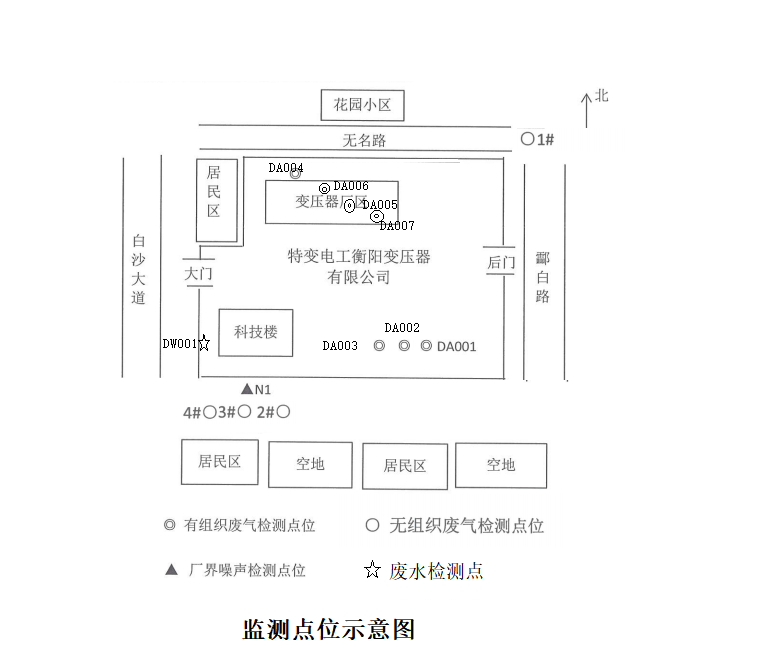 花园小区
北
无名路
1#
居民区
DA004
DA006
变压器厂区
DA005
DA007
白沙大道
特变电工衡阳变压器
有限公司
大门
后门
酃白路
科技楼
DW001
DA003
DA002
DA001
N1
4# 3# 2#
居民区
空地
居民区
空地
有组织废气检测点位
无组织废气检测点位
厂界噪声检测点位
废水检测点
监测点位示意图